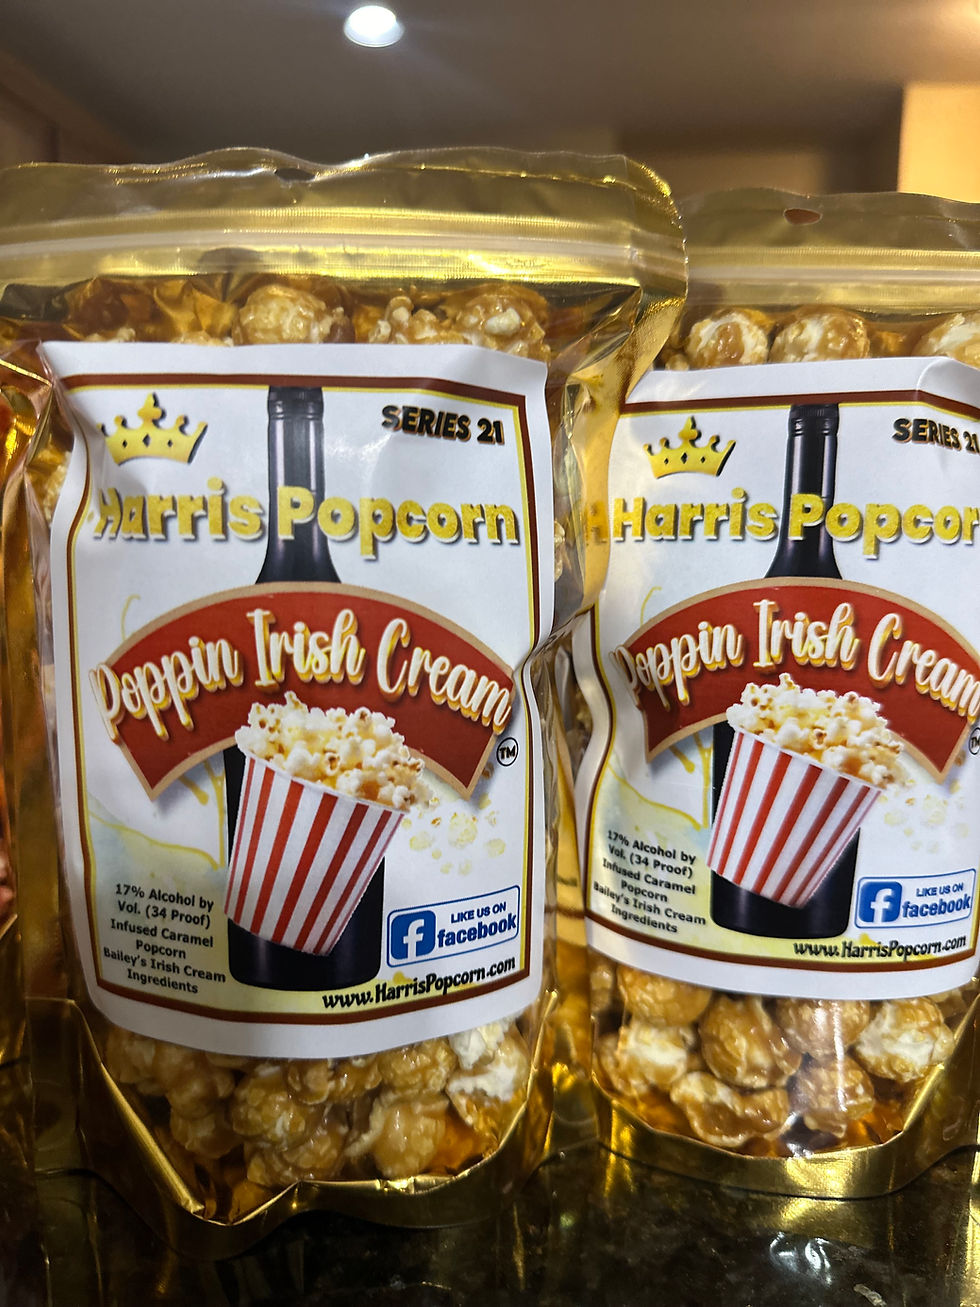 SERIES 21
Harris Popcorn
Poppin Irish Cream
TM
17% Alcohol by
Vol. (34 Proof)
Infused Caramel
Popcorn
Bailey's Irish Cream
Ingredients
f LIKE US ON
facebook
www.HarrisPopcorn.com
SERIES 21
Harris Popcor
Poppin Irish Cream
TM
17% Alcohol by
Vol. (34 Proof)
Infused Caramel
Popcorn
Bailey's Irish Cream
Ingredients
f LIKE US ON
facebook
www.HarrisPopcorn.com